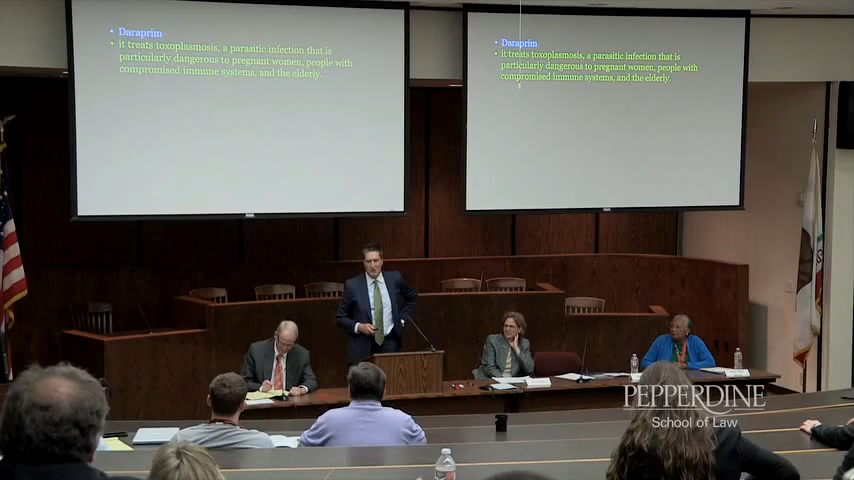 • Daraprim
• it treats toxoplasmosis, a parasitic infection that is
particularly dangerous to pregnant women, people with
compromised immune systems, and the elderly.
• Daraprim
• it treats toxoplasmosis, a parasitic infection that is
particularly dangerous to pregnant women, people with
compromised immune systems, and the elderly.
PEPPERDINE
School of Law